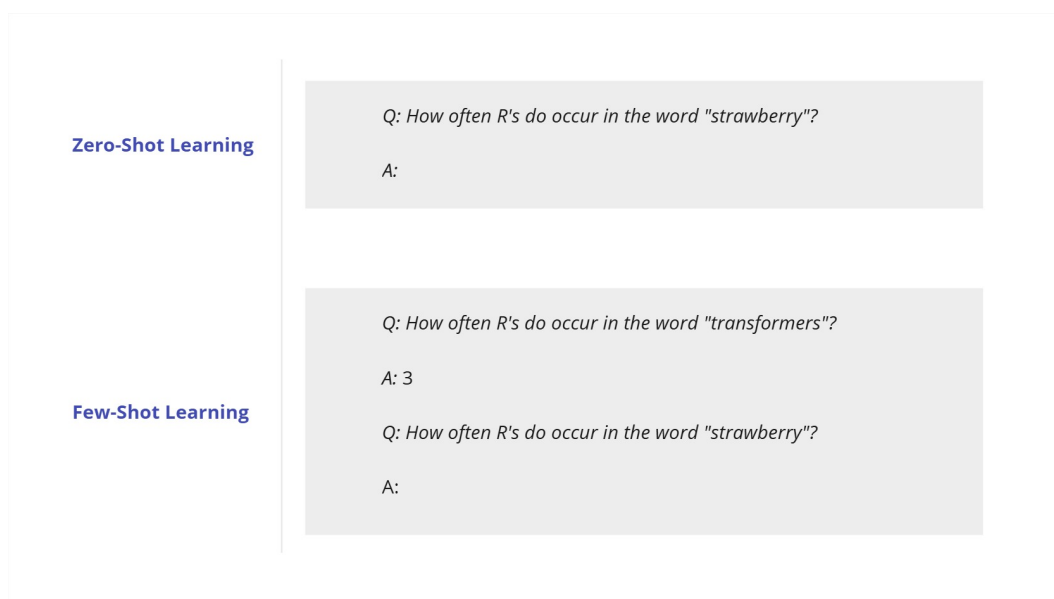 Zero-Shot Learning
Q: How often R's do occur in the word "strawberry"?
A:
Few-Shot Learning
Q: How often R's do occur in the word "transformers"?
A: 3
Q: How often R's do occur in the word "strawberry"?
A: